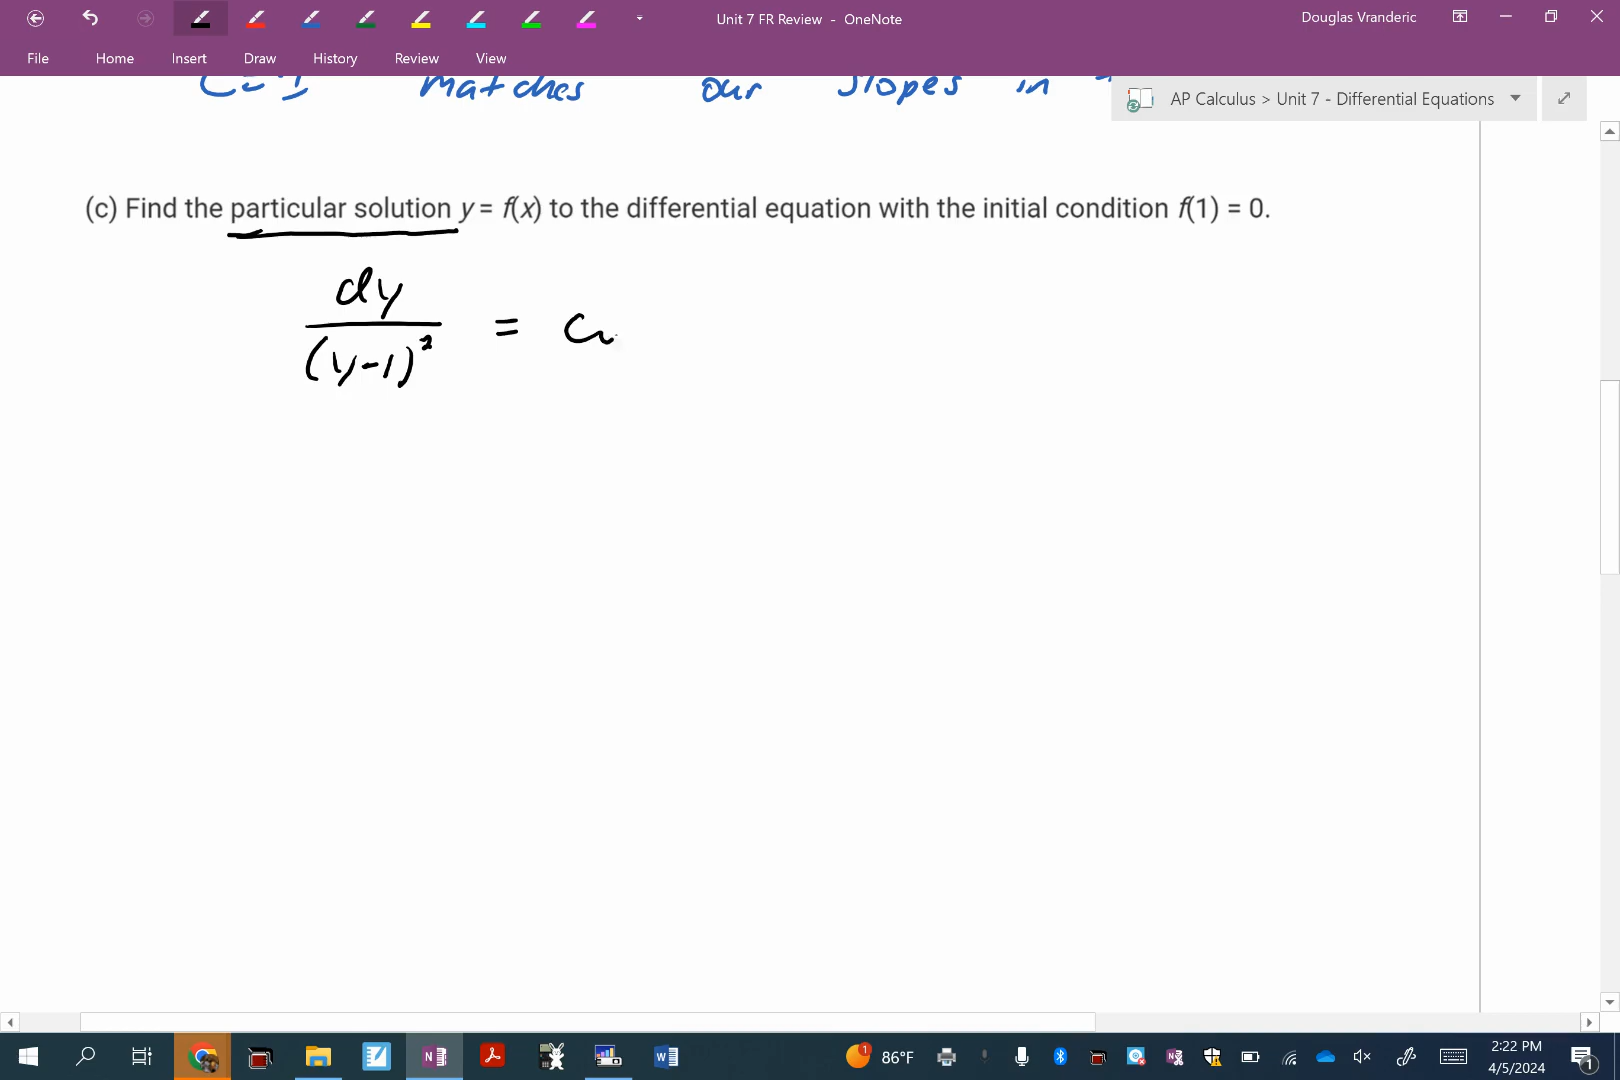 Unit 7 FR Review - OneNote
Douglas Vranderic
File Home Insert Draw History Review View
C = 1 matches our slopes in
AP Calculus > Unit 7 - Differential Equations
(c) Find the particular solution y = f(x) to the differential equation with the initial condition f(1) = 0.
dy
(y-1)² =
86°F
2:22 PM
4/5/2024